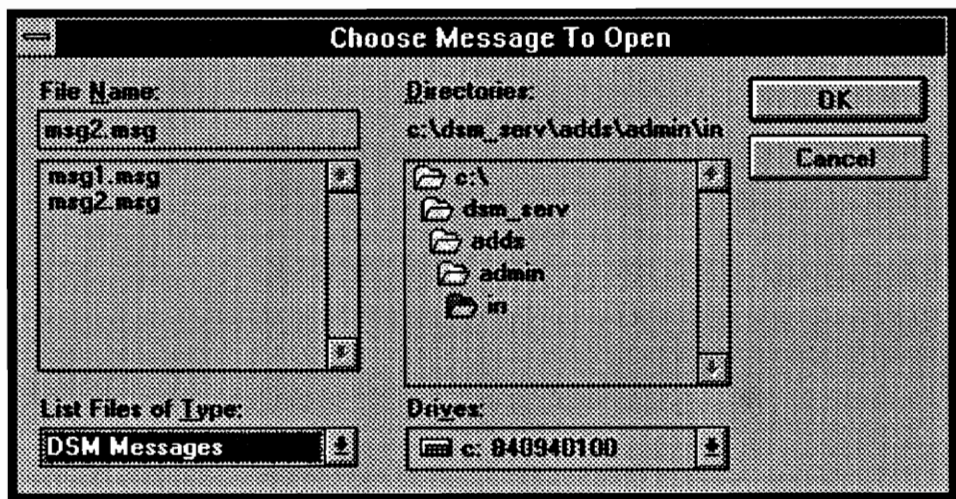 Choose Message To Open
File Name:
msg2.msg
msg1.msg
msg2.msg
List Files of Type:
DSM Messages
Directories:
c:\dsm_serv\adds\admin\in
c:\
dsm_serv
adds
admin
in
Drives:
c: 840940100
OK
Cancel